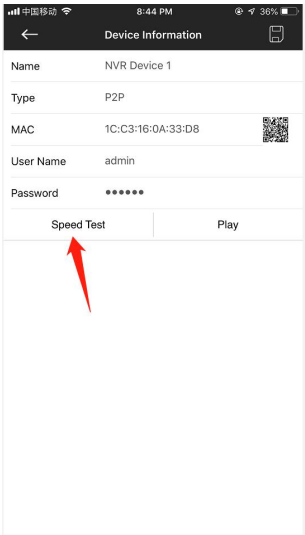 中国移动 8:44 PM 36%
Device Information
Name NVR Device 1
Type P2P
MAC 1C:C3:16:0A:33:D8
User Name admin
Password ••••••
Speed Test Play